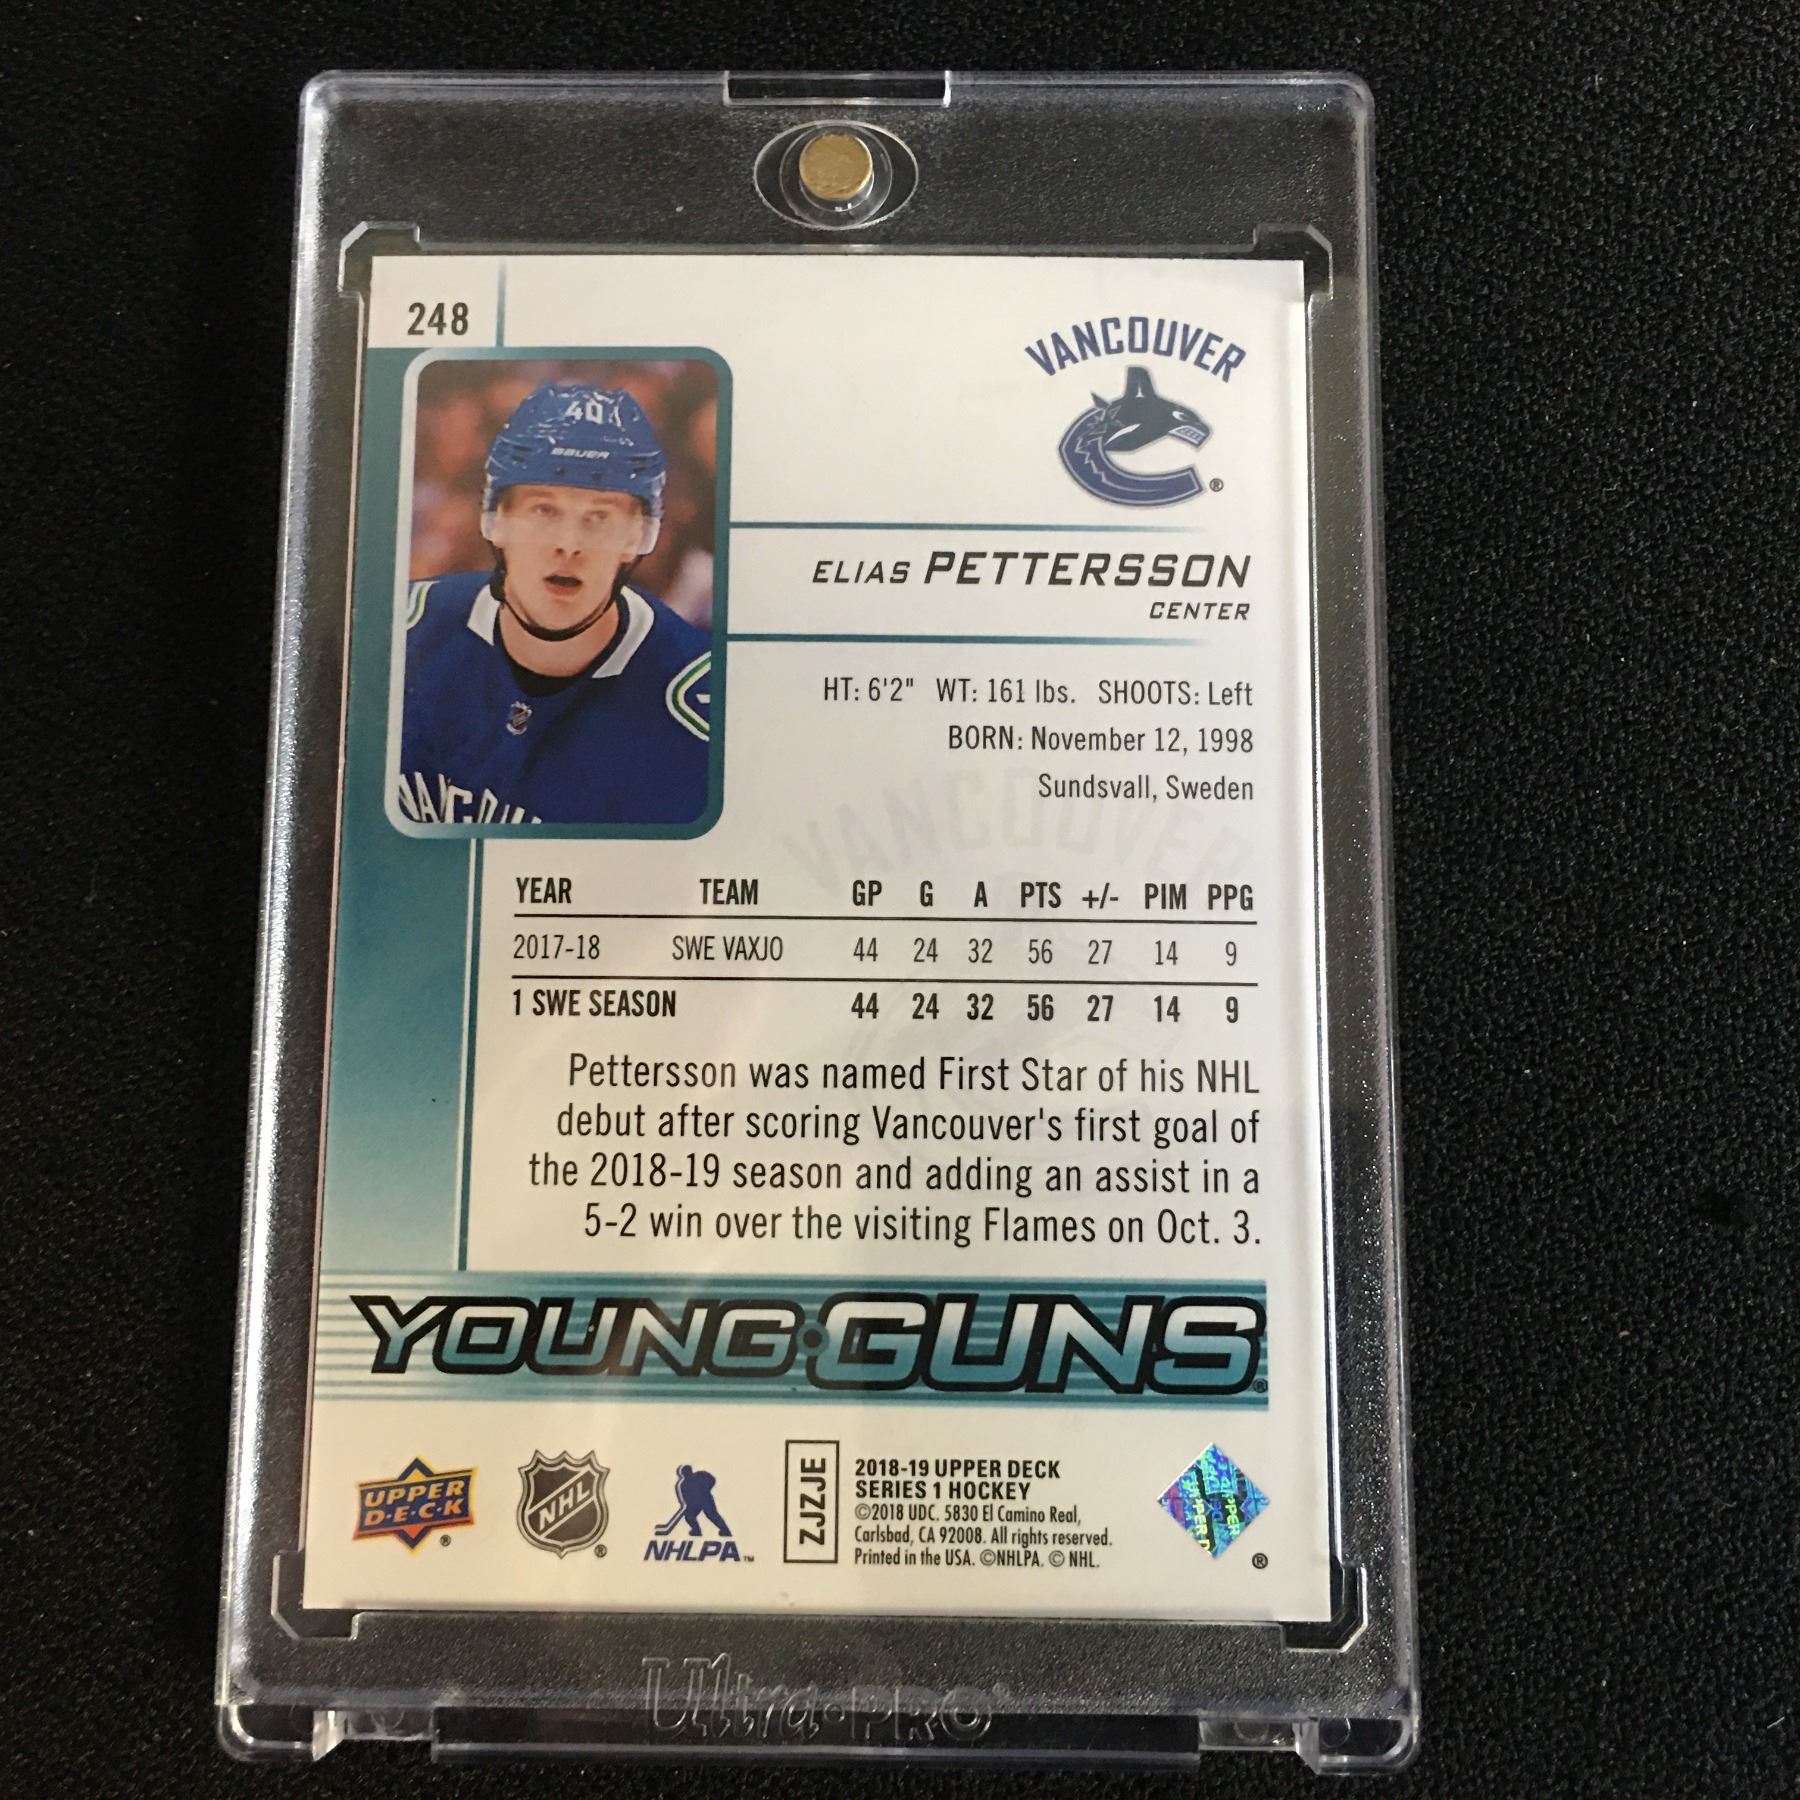 248
VANCOUVER
®
40
BAUER
ELIAS PETTERSSON
CENTER
HT: 6'2" WT: 161 lbs. SHOOTS: Left
BORN: November 12, 1998
Sundsvall, Sweden
VANCOUVER
YEAR TEAM GP G A PTS +/- PIM PPG
2017-18 SWE VAXJO 44 24 32 56 27 14 9
1 SWE SEASON 44 24 32 56 27 14 9
Pettersson was named First Star of his NHL
debut after scoring Vancouver's first goal of
the 2018-19 season and adding an assist in a
5-2 win over the visiting Flames on Oct. 3.
YOUNG•GUNS®
UPPER
D•E•C•K®
NHL®
NHLPA™
ZJZJE
2018-19 UPPER DECK
SERIES 1 HOCKEY
©2018 UDC. 5830 El Camino Real,
Carlsbad, CA 92008. All rights reserved.
Printed in the USA. ©NHLPA. © NHL.
®
Ultra•PRO®